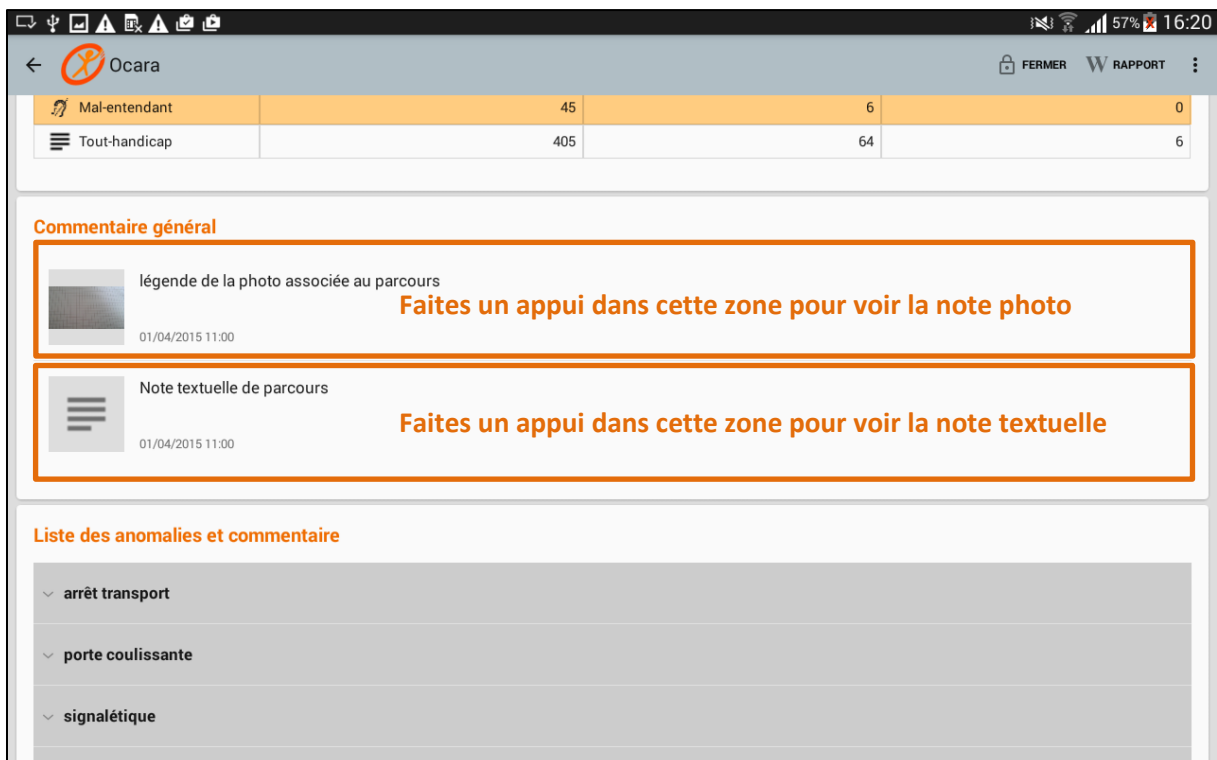 57% 16:20
Ocara FERMER W RAPPORT
Mal-entendant 45 6 0
Tout-handicap 405 64 6
Commentaire général
légende de la photo associée au parcours
Faites un appui dans cette zone pour voir la note photo
01/04/2015 11:00
Note textuelle de parcours
Faites un appui dans cette zone pour voir la note textuelle
01/04/2015 11:00
Liste des anomalies et commentaire
arrêt transport
porte coulissante
signalétique